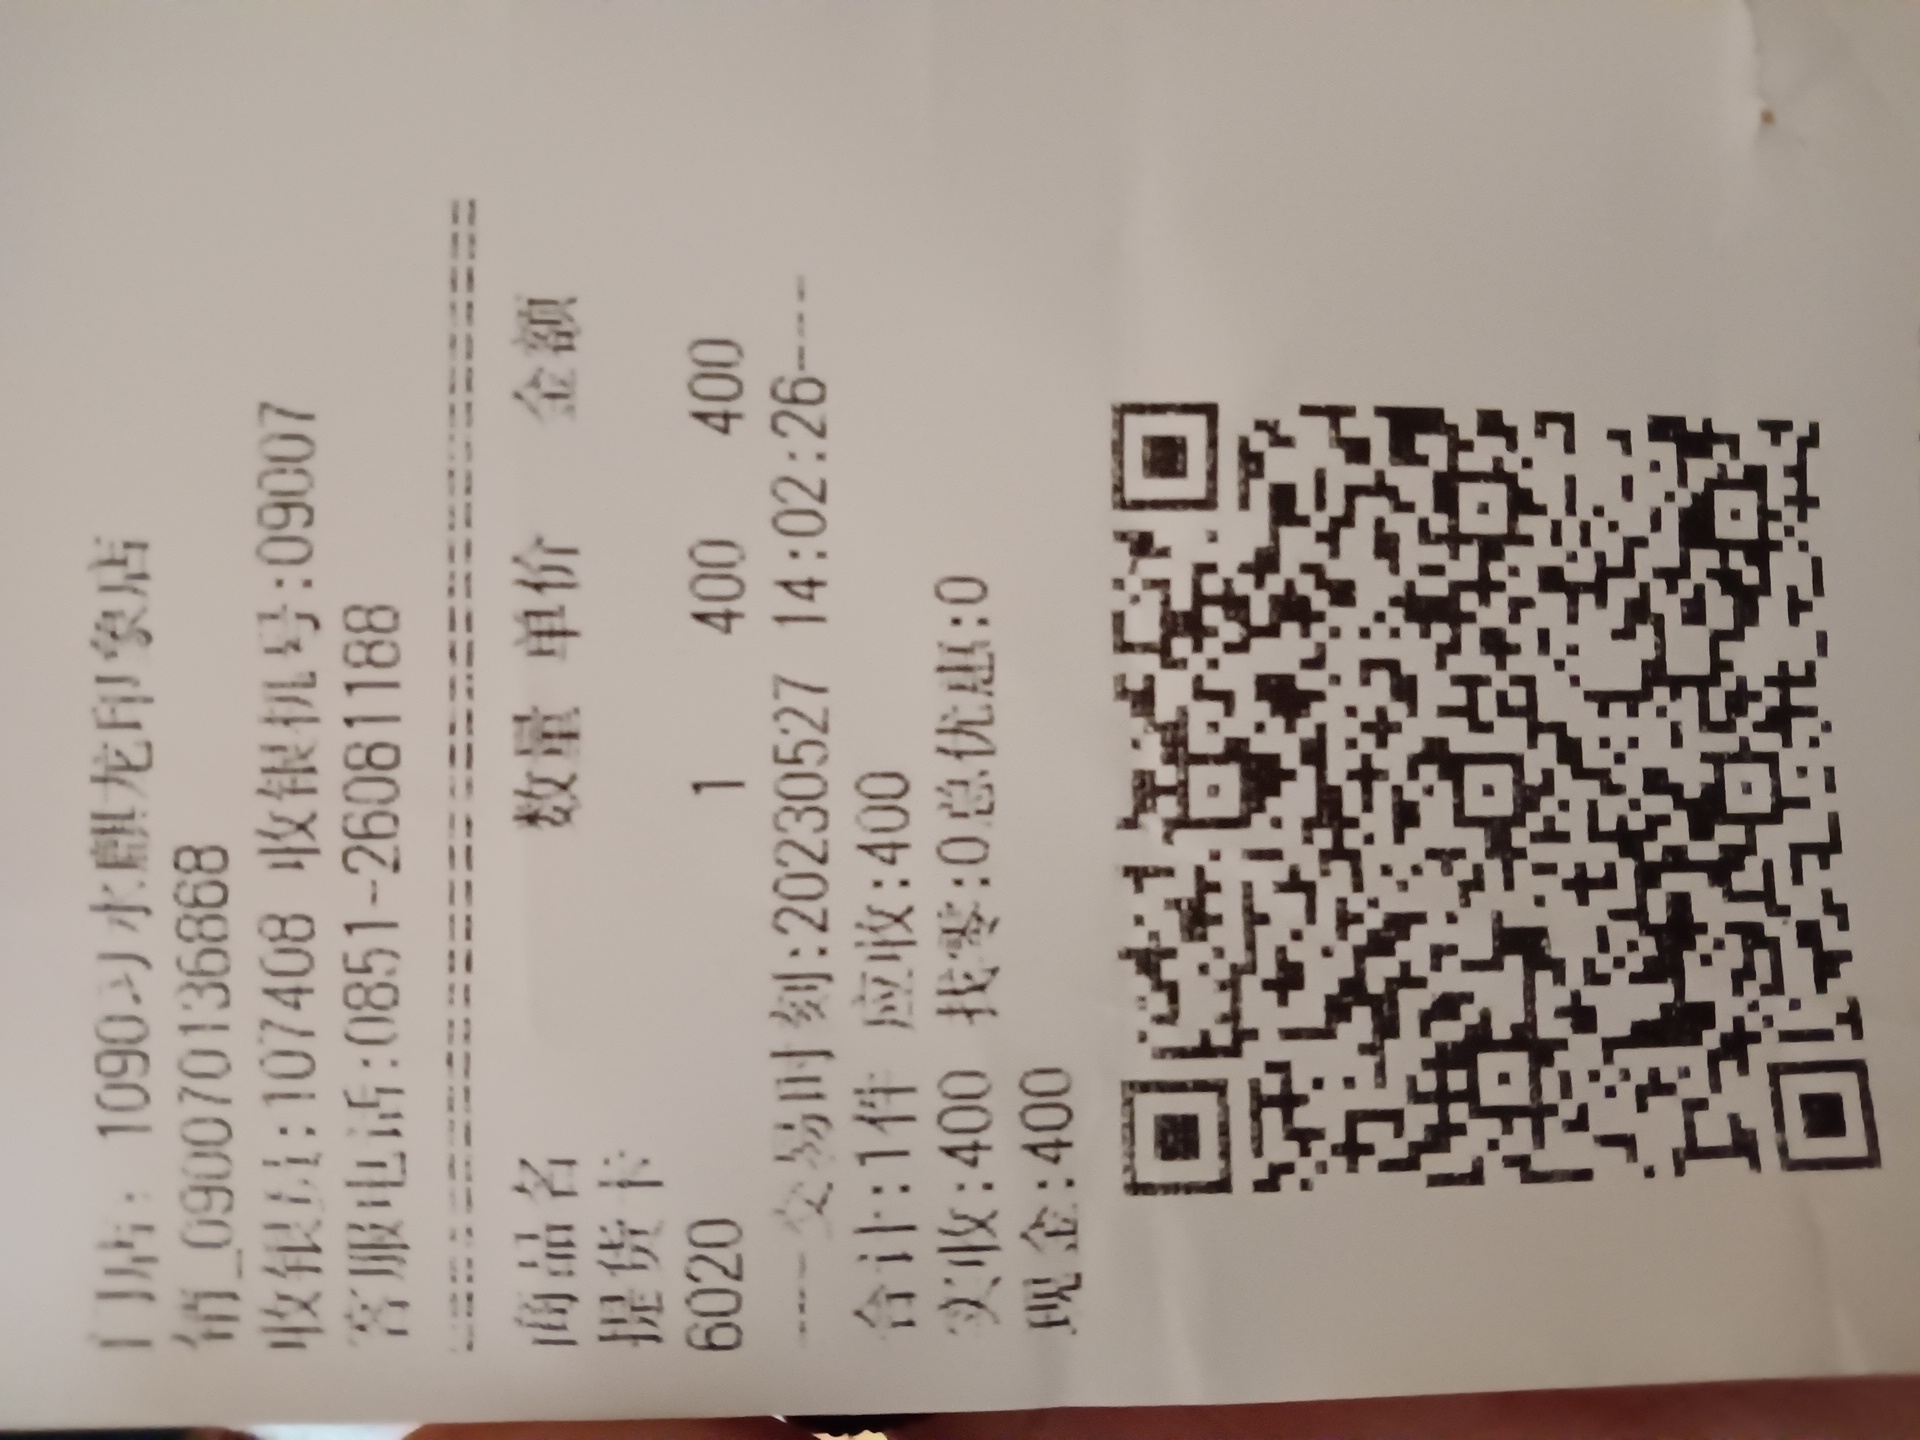 门店: 1090习水麒龙印象店
销_090070136868
收银员:107408 收银机号:09007
客服电话:0851-26081188
================================
商品名 数量 单价 金额
提货卡
6020 1 400 400
----交易时刻:20230527 14:02:26----
合计:1件 应收:400
实收:400 找零:0总优惠:0
现金:400